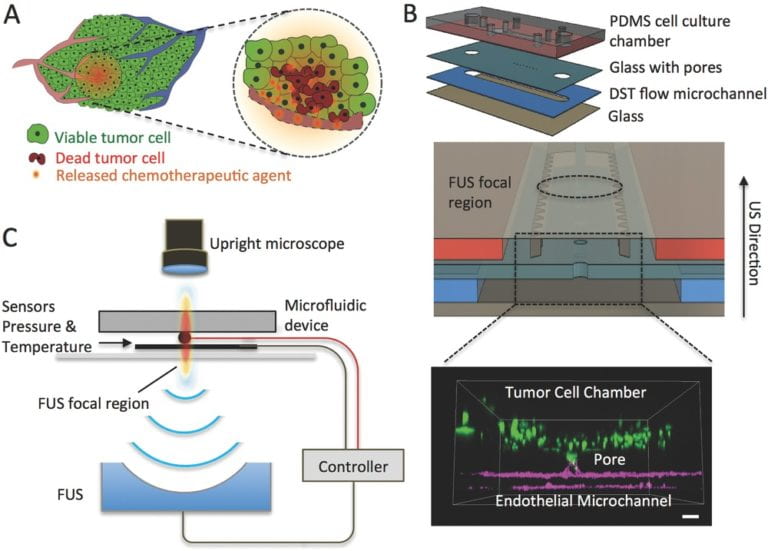 A
Viable tumor cell
Dead tumor cell
Released chemotherapeutic agent
B
PDMS cell culture
chamber
Glass with pores
DST flow microchannel
Glass
FUS focal
region
US Direction
Tumor Cell Chamber
Pore
Endothelial Microchannel
C
Upright microscope
Sensors
Pressure &
Temperature
Microfluidic
device
FUS focal region
Controller
FUS